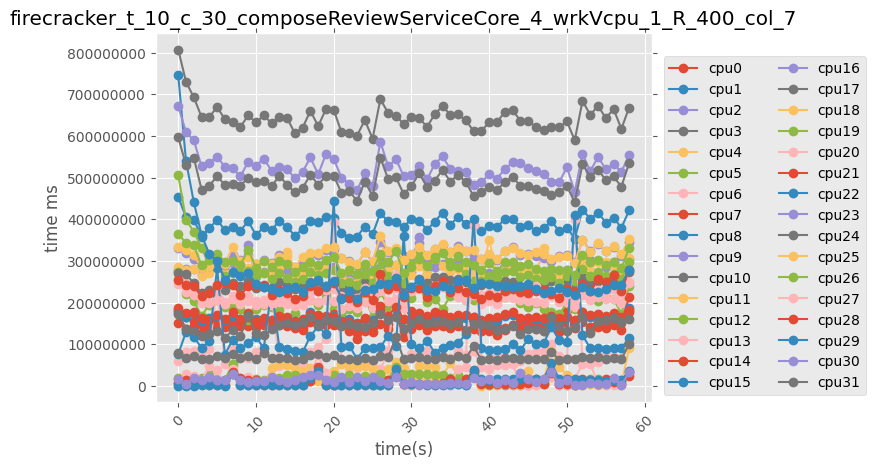 firecracker_t_10_c_30_composeReviewServiceCore_4_wrkVcpu_1_R_400_col_7
800000000
700000000
600000000
500000000
400000000
300000000
200000000
100000000
0
time ms
0 10 20 30 40 50 60
time(s)
cpu0 cpu16
cpu1 cpu17
cpu2 cpu18
cpu3 cpu19
cpu4 cpu20
cpu5 cpu21
cpu6 cpu22
cpu7 cpu23
cpu8 cpu24
cpu9 cpu25
cpu10 cpu26
cpu11 cpu27
cpu12 cpu28
cpu13 cpu29
cpu14 cpu30
cpu15 cpu31